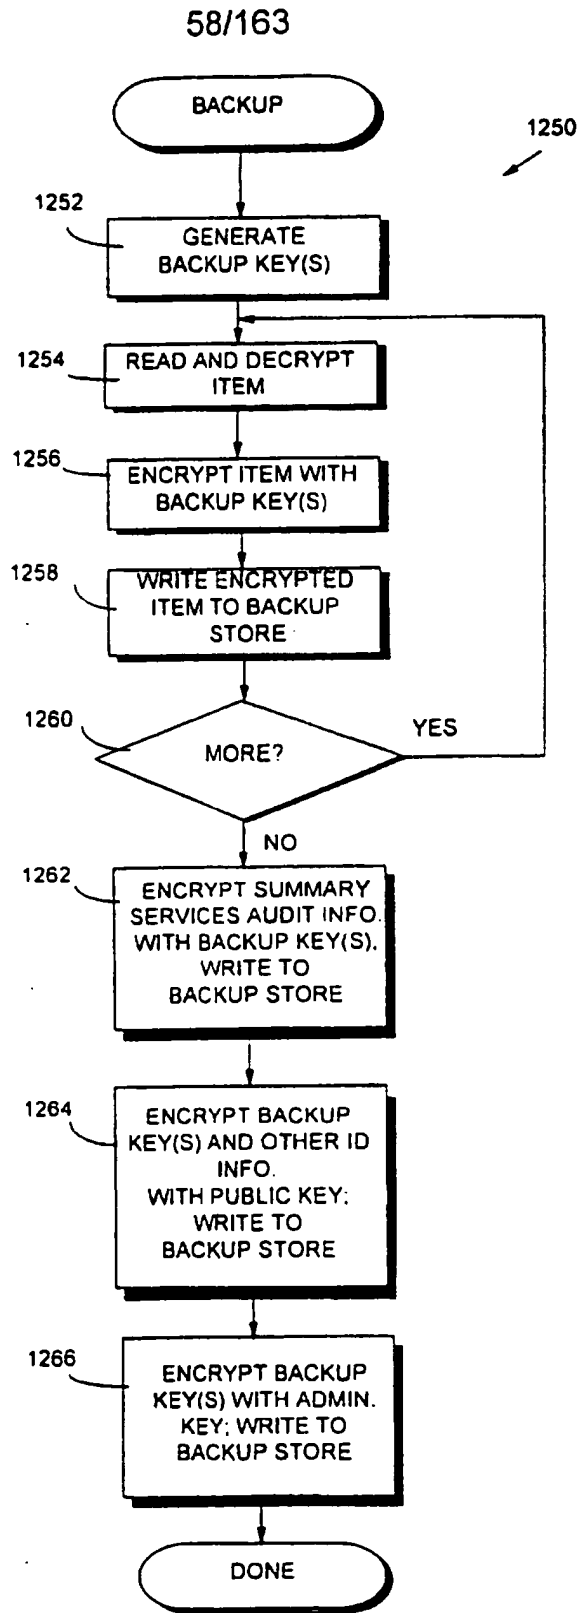 58/163
BACKUP
1250
1252
GENERATE
BACKUP KEY(S)
1254
READ AND DECRYPT
ITEM
1256
ENCRYPT ITEM WITH
BACKUP KEY(S)
1258
WRITE ENCRYPTED
ITEM TO BACKUP
STORE
1260
MORE?
YES
NO
1262
ENCRYPT SUMMARY
SERVICES AUDIT INFO.
WITH BACKUP KEY(S),
WRITE TO
BACKUP STORE
1264
ENCRYPT BACKUP
KEY(S) AND OTHER ID
INFO.
WITH PUBLIC KEY;
WRITE TO
BACKUP STORE
1266
ENCRYPT BACKUP
KEY(S) WITH ADMIN.
KEY; WRITE TO
BACKUP STORE
DONE